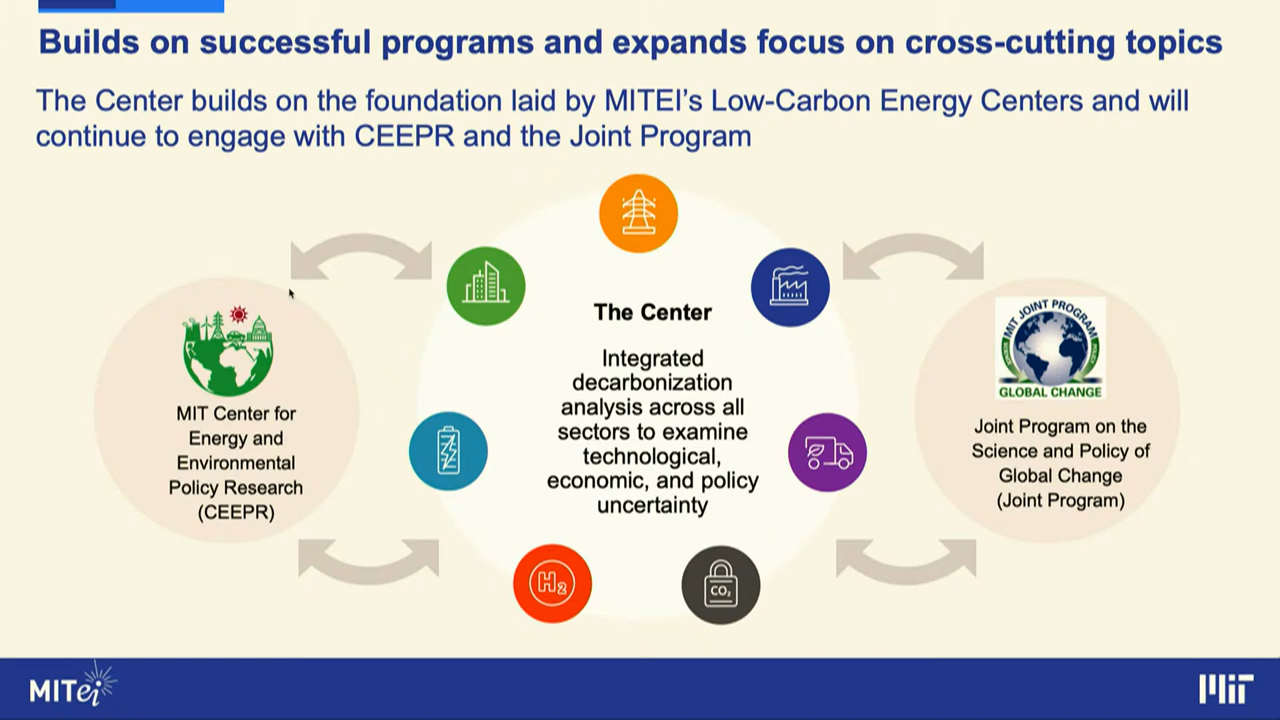 Builds on successful programs and expands focus on cross-cutting topics
The Center builds on the foundation laid by MITEI's Low-Carbon Energy Centers and will
continue to engage with CEEPR and the Joint Program
MIT Center for
Energy and
Environmental
Policy Research
(CEEPR)
The Center
Integrated
decarbonization
analysis across all
sectors to examine
technological,
economic, and policy
uncertainty
H2
CO2
MIT JOINT PROGRAM
SCIENCE
POLICY
GLOBAL CHANGE
Joint Program on the
Science and Policy of
Global Change
(Joint Program)
MITei
MIT